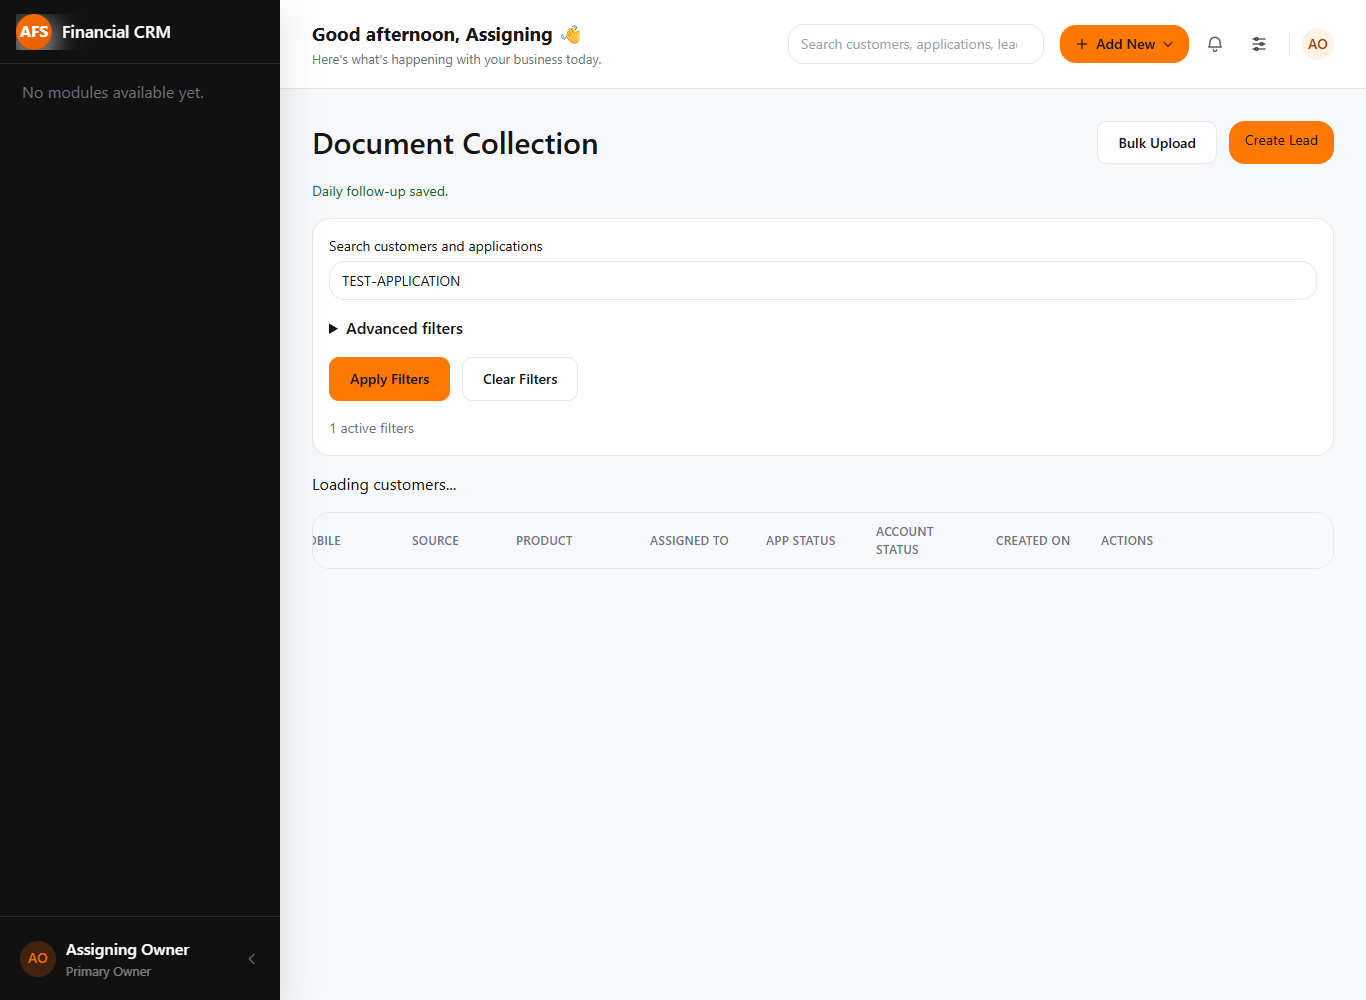 AFS Financial CRM
No modules available yet.
Good afternoon, Assigning 👋
Here's what's happening with your business today.
Search customers, applications, lea
+ Add New
AO
Document Collection
Bulk Upload
Create Lead
Daily follow-up saved.
Search customers and applications
TEST-APPLICATION
Advanced filters
Apply Filters
Clear Filters
1 active filters
Loading customers...
OBILE SOURCE PRODUCT ASSIGNED TO APP STATUS ACCOUNT STATUS CREATED ON ACTIONS
AO
Assigning Owner
Primary Owner